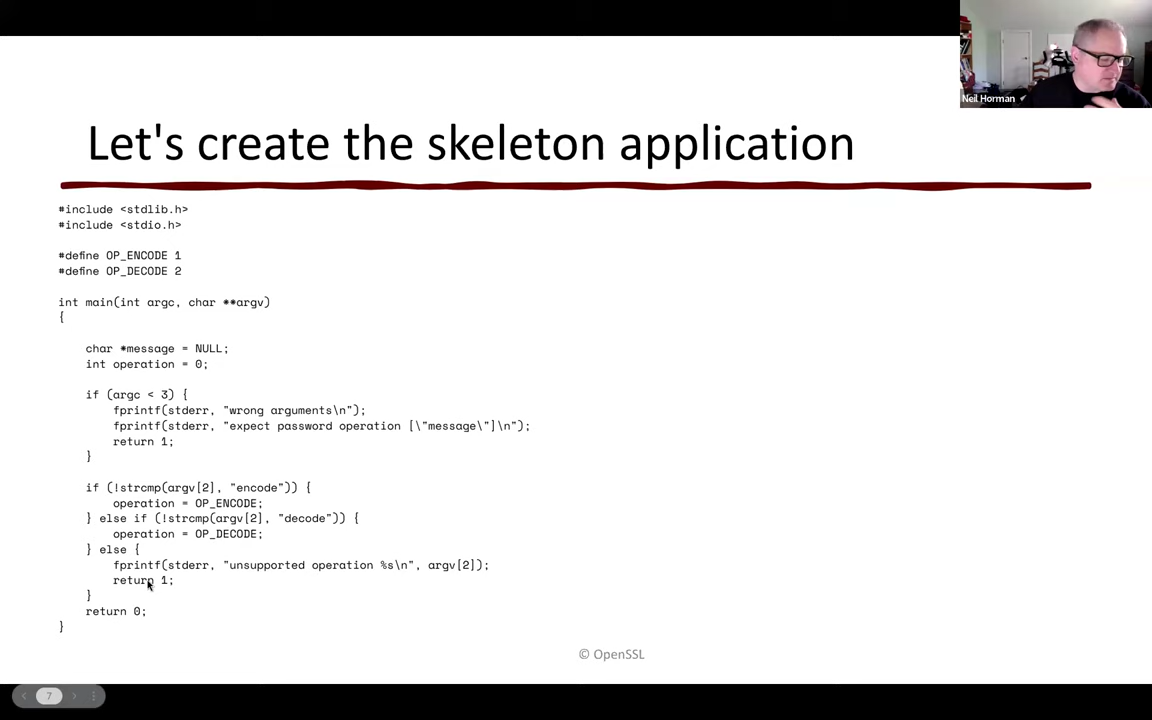 Neil Horman
Let's create the skeleton application
#include <stdlib.h>
#include <stdio.h>
#define OP_ENCODE 1
#define OP_DECODE 2
int main(int argc, char **argv)
{
char *message = NULL;
int operation = 0;
if (argc < 3) {
fprintf(stderr, "wrong arguments\n");
fprintf(stderr, "expect password operation [\"message\"]\n");
return 1;
}
if (!strcmp(argv[2], "encode")) {
operation = OP_ENCODE;
} else if (!strcmp(argv[2], "decode")) {
operation = OP_DECODE;
} else {
fprintf(stderr, "unsupported operation %s\n", argv[2]);
return 1;
}
return 0;
}
© OpenSSL
7